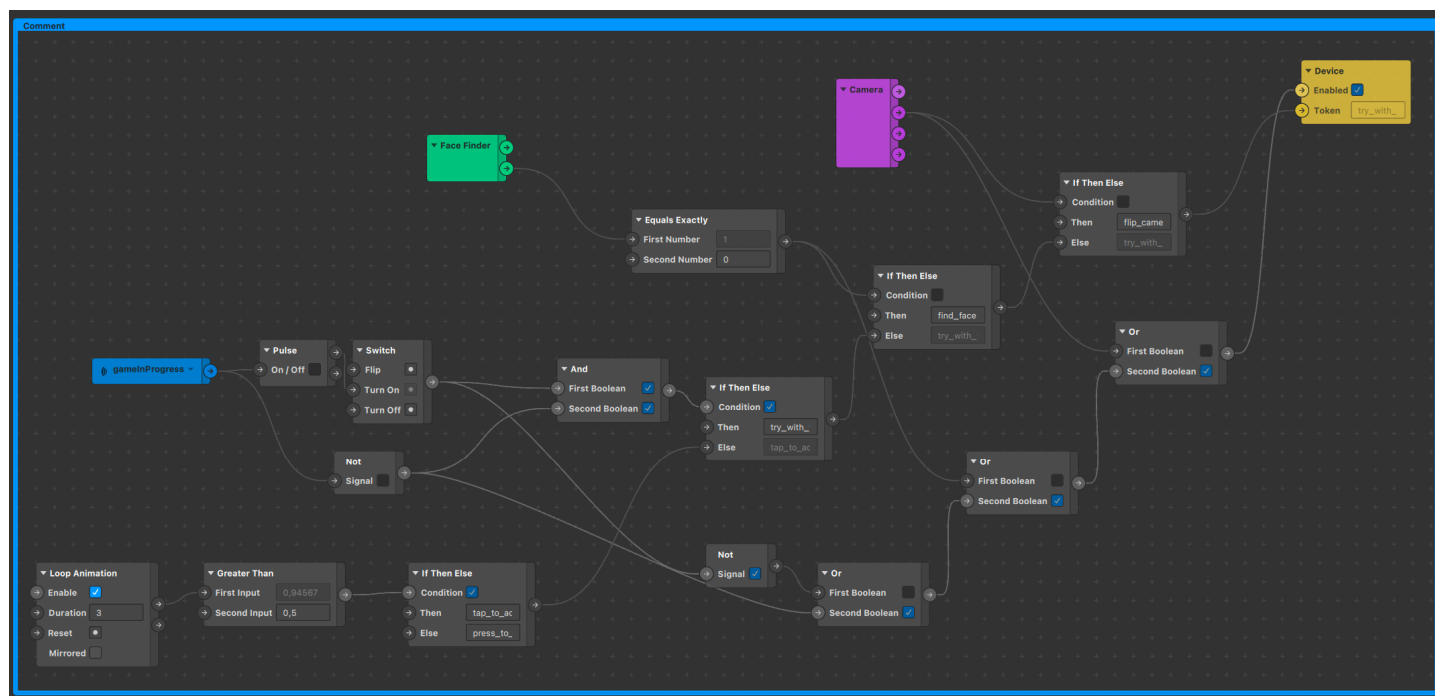 Comment
Device
Enabled
Token try_with_
Camera
Face Finder
If Then Else
Condition
Then flip_came
Else try_with_
Equals Exactly
First Number 1
Second Number 0
If Then Else
Condition
Then find_face
Else try_with_
Or
First Boolean
Second Boolean
gameInProgress
Pulse
On / Off
Switch
Flip
Turn On
Turn Off
And
First Boolean
Second Boolean
If Then Else
Condition
Then try_with_
Else tap_to_ac
Not
Signal
Or
First Boolean
Second Boolean
Not
Signal
Or
First Boolean
Second Boolean
Loop Animation
Enable
Duration 3
Reset
Mirrored
Greater Than
First Input 0,94567
Second Input 0,5
If Then Else
Condition
Then tap_to_ac
Else press_to_